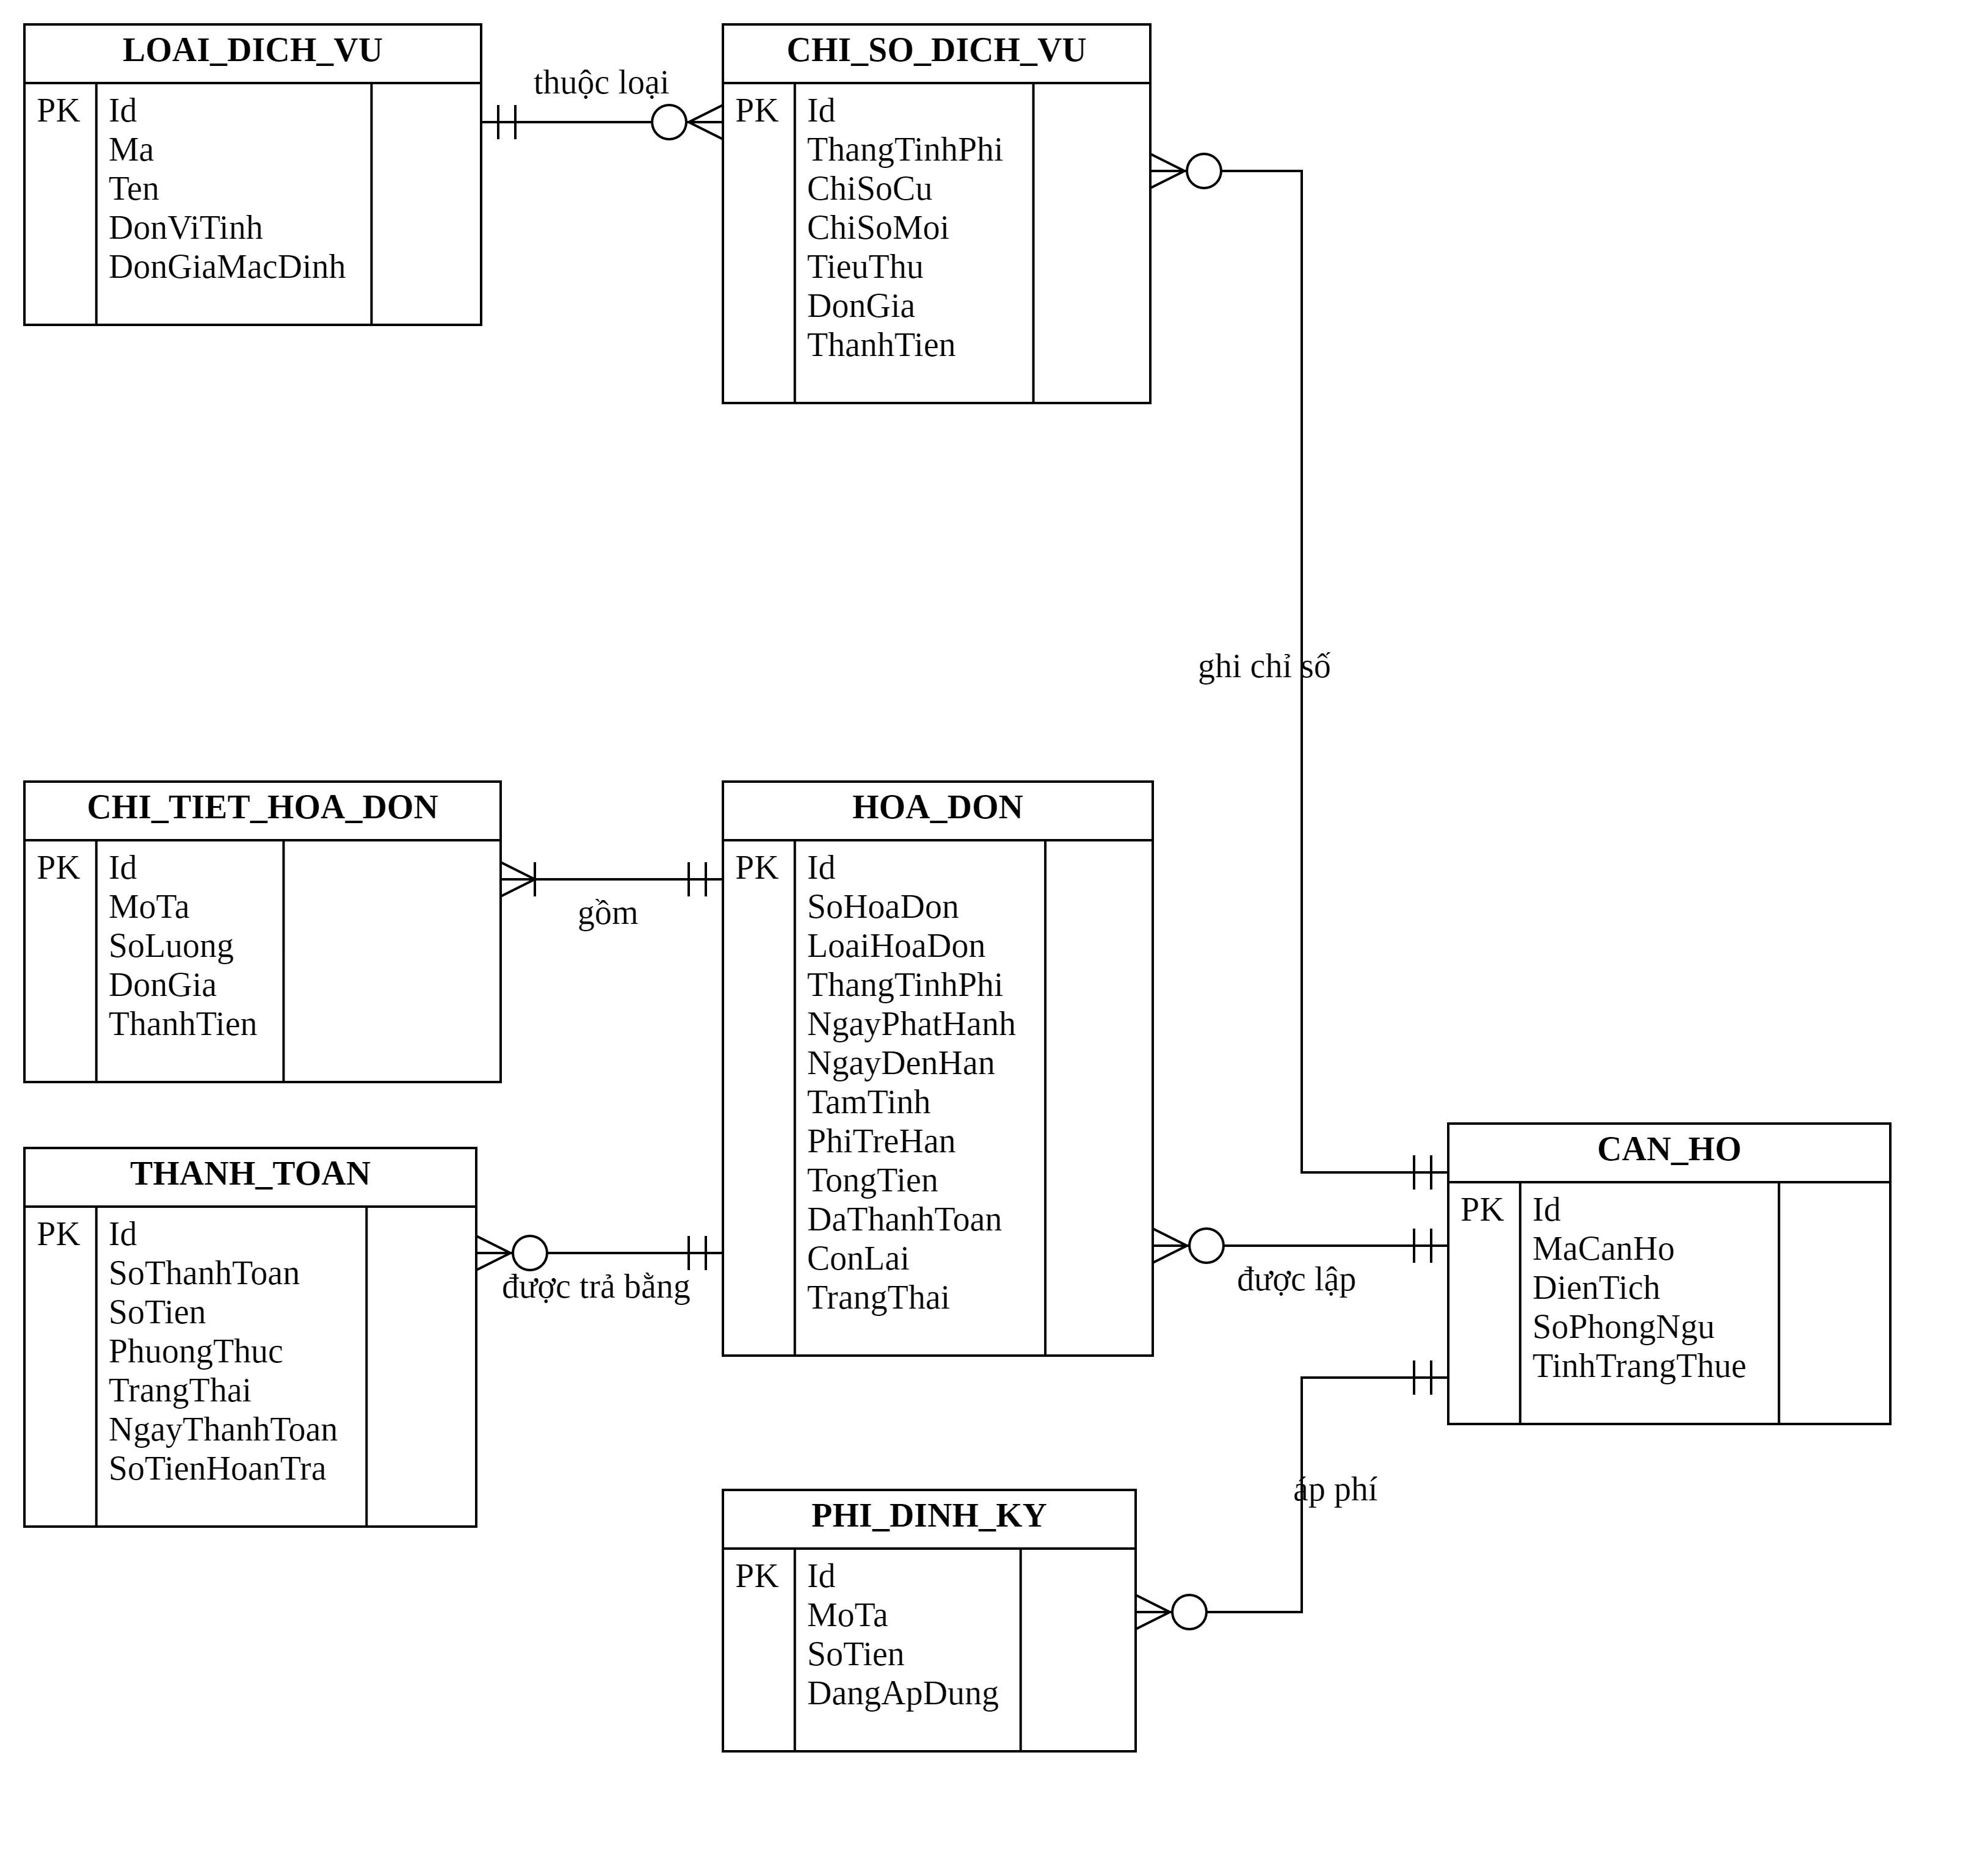 LOAI_DICH_VU
PK
Id
Ma
Ten
DonViTinh
DonGiaMacDinh
thuộc loại
CHI_SO_DICH_VU
PK
Id
ThangTinhPhi
ChiSoCu
ChiSoMoi
TieuThu
DonGia
ThanhTien
ghi chỉ số
CHI_TIET_HOA_DON
PK
Id
MoTa
SoLuong
DonGia
ThanhTien
gồm
HOA_DON
PK
Id
SoHoaDon
LoaiHoaDon
ThangTinhPhi
NgayPhatHanh
NgayDenHan
TamTinh
PhiTreHan
TongTien
DaThanhToan
ConLai
TrangThai
THANH_TOAN
PK
Id
SoThanhToan
SoTien
PhuongThuc
TrangThai
NgayThanhToan
SoTienHoanTra
được trả bằng
được lập
CAN_HO
PK
Id
MaCanHo
DienTich
SoPhongNgu
TinhTrangThue
áp phí
PHI_DINH_KY
PK
Id
MoTa
SoTien
DangApDung